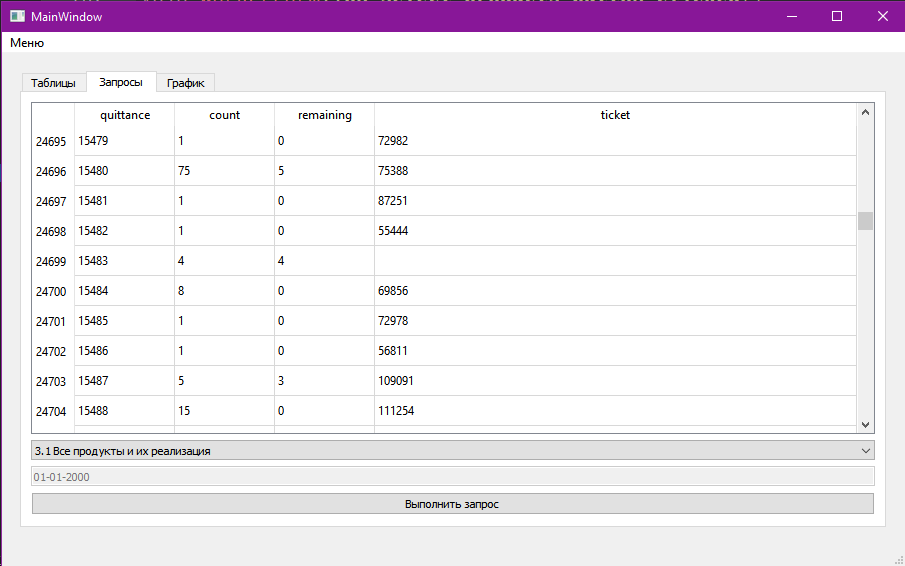 MainWindow
Меню
Таблицы Запросы График
quittance count remaining ticket
24695 15479 1 0 72982
24696 15480 75 5 75388
24697 15481 1 0 87251
24698 15482 1 0 55444
24699 15483 4 4
24700 15484 8 0 69856
24701 15485 1 0 72978
24702 15486 1 0 56811
24703 15487 5 3 109091
24704 15488 15 0 111254
3.1 Все продукты и их реализация
01-01-2000
Выполнить запрос